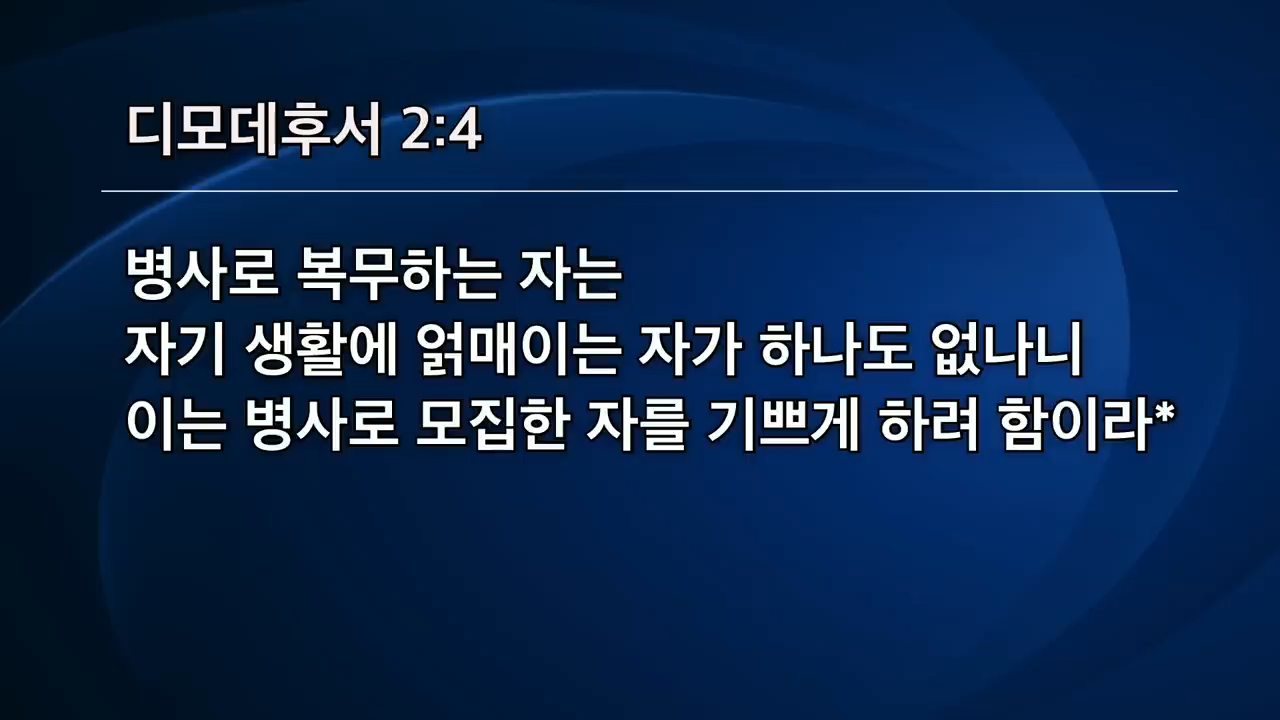 디모데후서 2:4
병사로 복무하는 자는
자기 생활에 얽매이는 자가 하나도 없나니
이는 병사로 모집한 자를 기쁘게 하려 함이라*